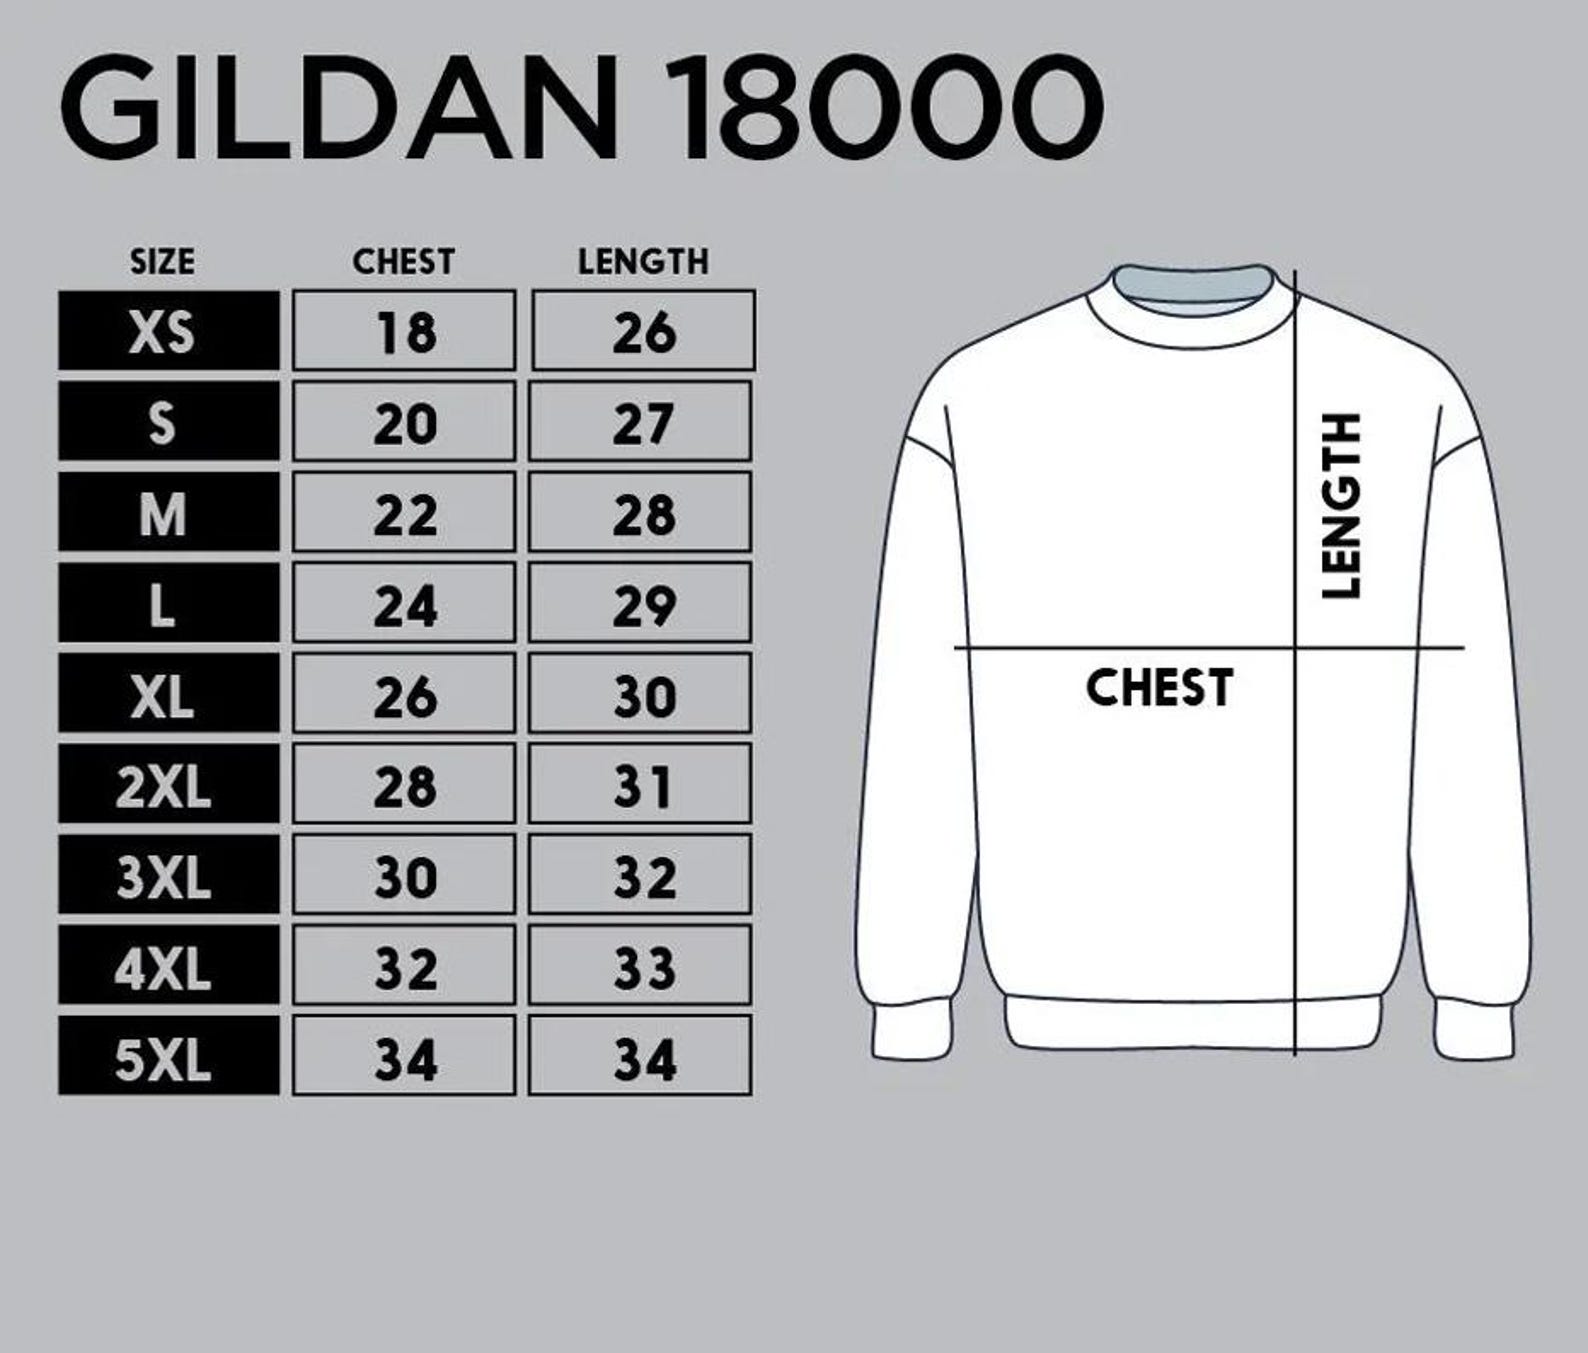 GILDAN 18000
SIZE CHEST LENGTH
XS 18 26
S 20 27
M 22 28
L 24 29
XL 26 30
2XL 28 31
3XL 30 32
4XL 32 33
5XL 34 34
LENGTH
CHEST